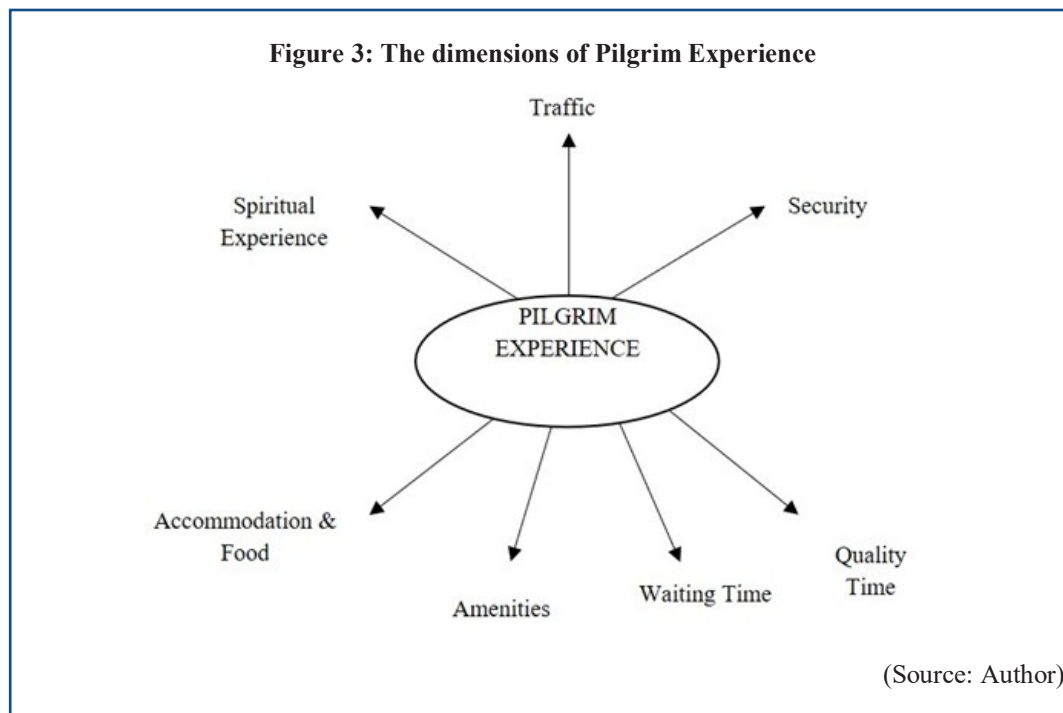 Figure 3: The dimensions of Pilgrim Experience
Traffic
Spiritual
Experience
Security
PILGRIM
EXPERIENCE
Accommodation &
Food
Amenities
Waiting Time
Quality
Time
(Source: Author)